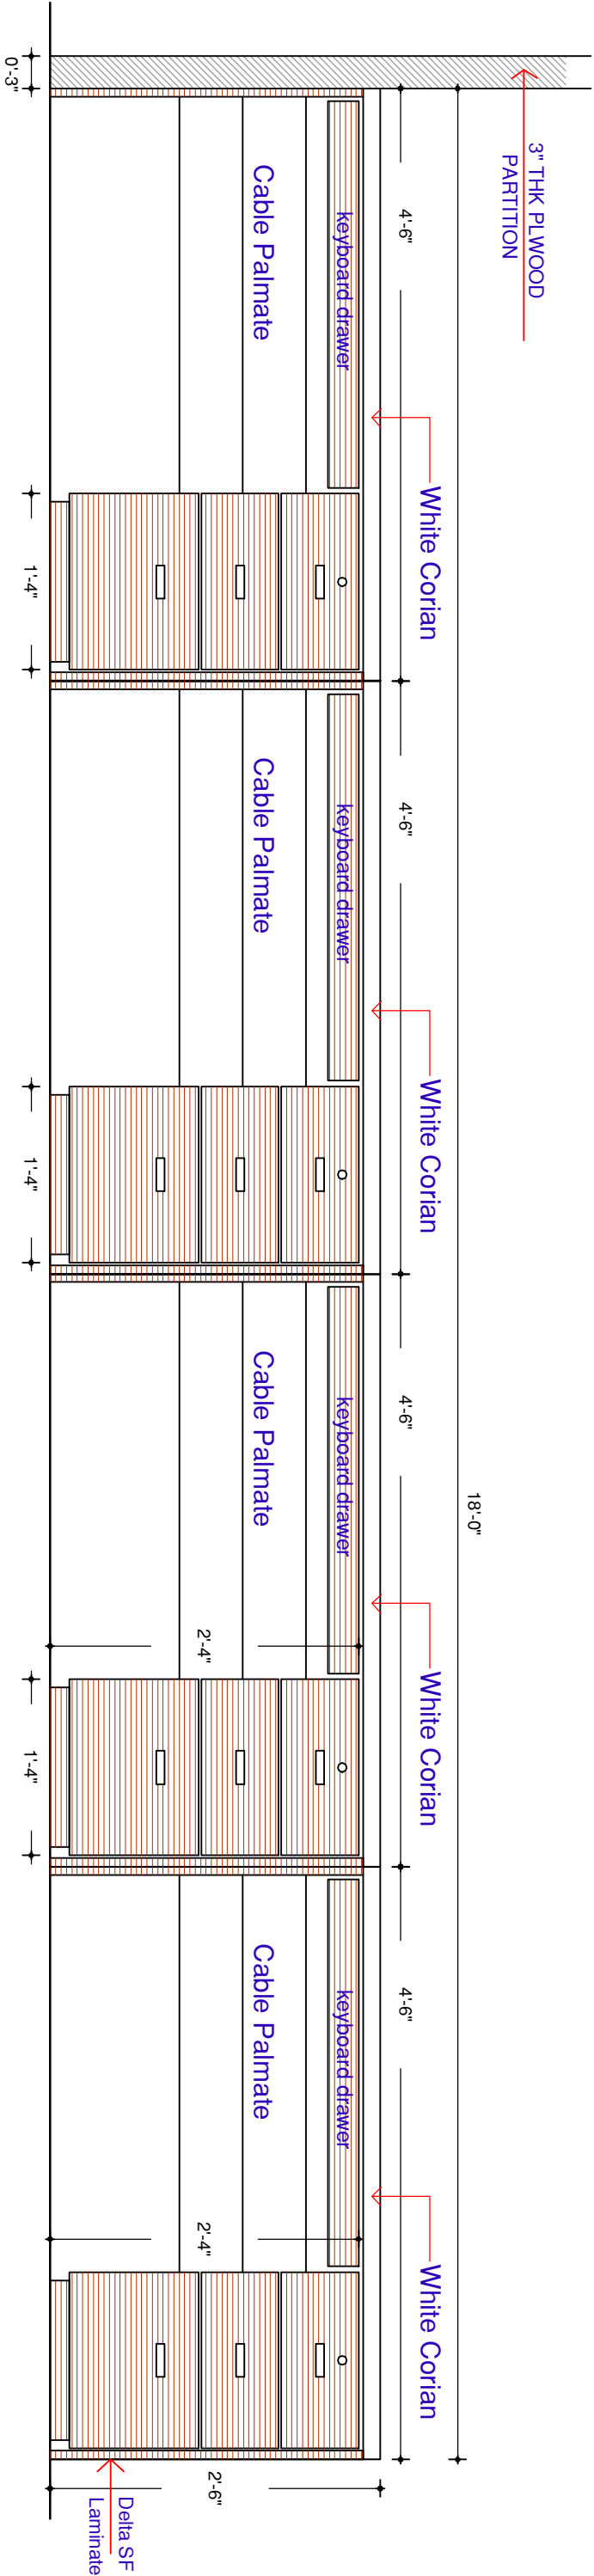 3" THK PLWOOD
PARTITION
18'-0"
4'-6"
4'-6"
4'-6"
4'-6"
White Corian
White Corian
White Corian
White Corian
keyboard drawer
keyboard drawer
keyboard drawer
keyboard drawer
Cable Palmate
Cable Palmate
Cable Palmate
Cable Palmate
2'-4"
2'-4"
2'-6"
Delta SF
Laminate
0'-3"
1'-4"
1'-4"
1'-4"